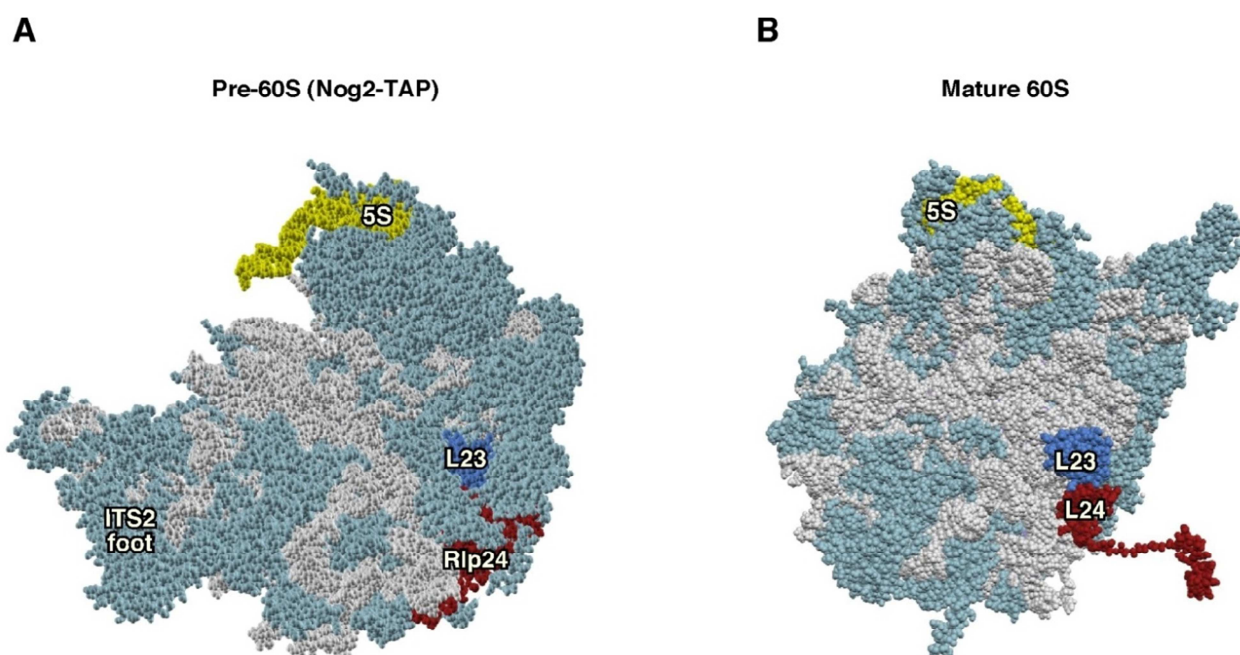 A
B
Pre-60S (Nog2-TAP)
Mature 60S
5S
5S
L23
L23
L24
ITS2
foot
Rlp24